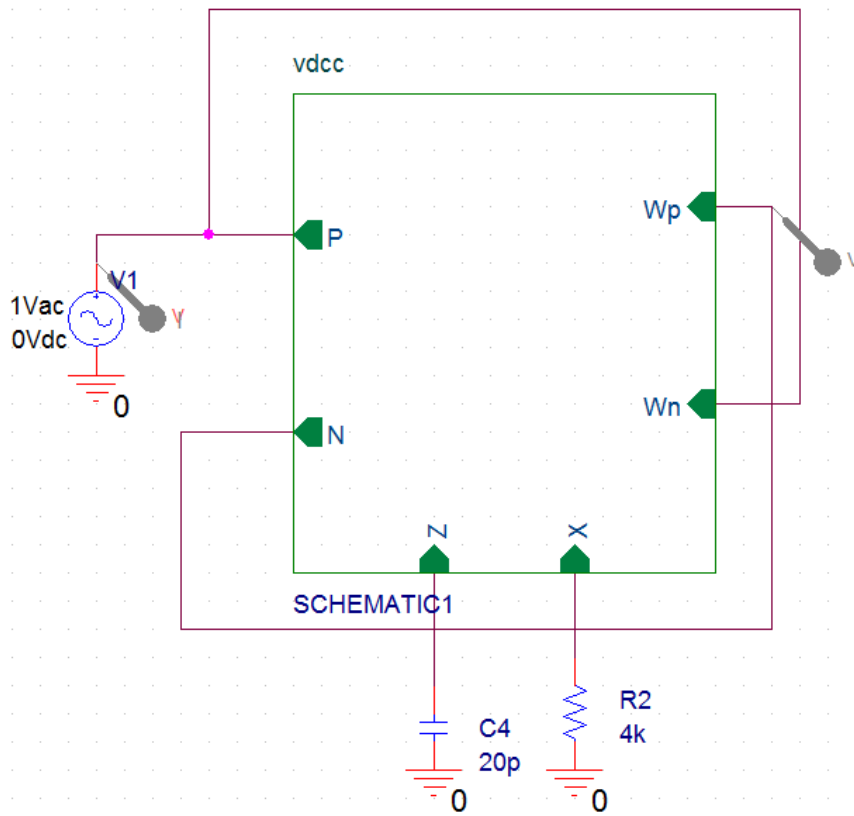 vdcc
P
Wp
V1
1Vac
0Vdc
V
V
0
N
Wn
Z
X
SCHEMATIC1
C4
20p
R2
4k
0
0